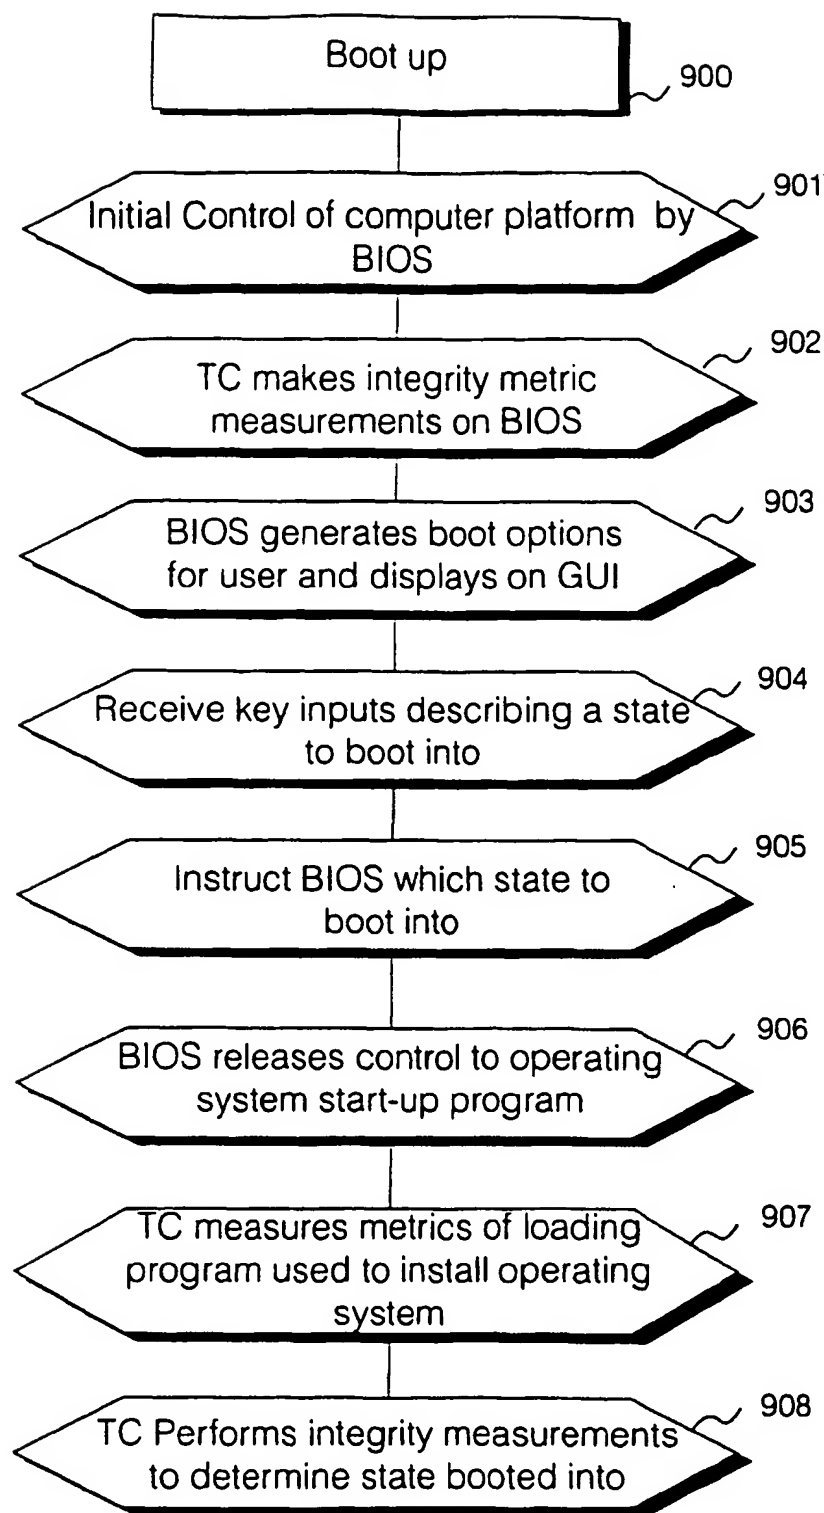 Boot up
900
901
Initial Control of computer platform by
BIOS
902
TC makes integrity metric
measurements on BIOS
903
BIOS generates boot options
for user and displays on GUI
904
Receive key inputs describing a state
to boot into
905
Instruct BIOS which state to
boot into
906
BIOS releases control to operating
system start-up program
907
TC measures metrics of loading
program used to install operating
system
908
TC Performs integrity measurements
to determine state booted into